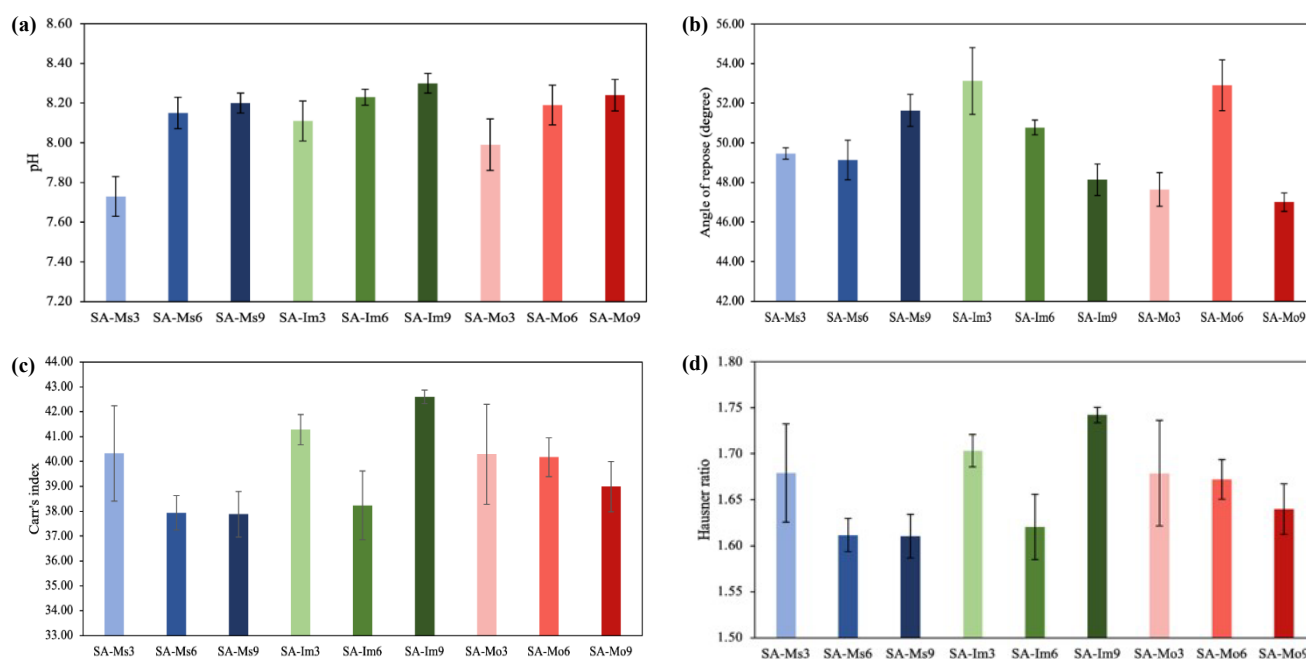 (a)
8.60
8.40
8.20
8.00
7.80
7.60
7.40
7.20
pH
SA-Ms3 SA-Ms6 SA-Ms9 SA-Im3 SA-Im6 SA-Im9 SA-Mo3 SA-Mo6 SA-Mo9
(b)
56.00
54.00
52.00
50.00
48.00
46.00
44.00
42.00
Angle of repose (degree)
SA-Ms3 SA-Ms6 SA-Ms9 SA-Im3 SA-Im6 SA-Im9 SA-Mo3 SA-Mo6 SA-Mo9
(c)
44.00
43.00
42.00
41.00
40.00
39.00
38.00
37.00
36.00
35.00
34.00
33.00
Carr's index
SA-Ms3 SA-Ms6 SA-Ms9 SA-Im3 SA-Im6 SA-Im9 SA-Mo3 SA-Mo6 SA-Mo9
(d)
1.80
1.75
1.70
1.65
1.60
1.55
1.50
Hausner ratio
SA-Ms3 SA-Ms6 SA-Ms9 SA-Im3 SA-Im6 SA-Im9 SA-Mo3 SA-Mo6 SA-Mo9